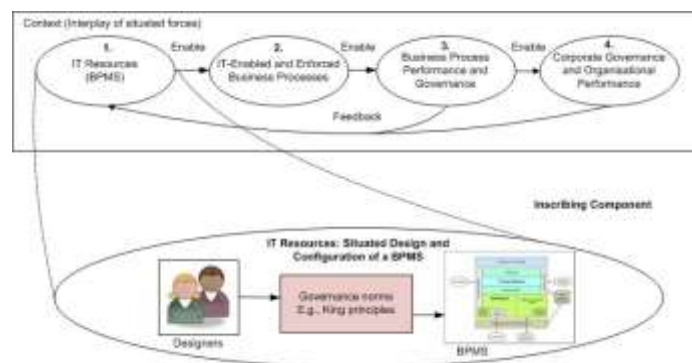 Context (Interplay of situated forces)
1.
IT Resources
(BPMS)
Enable
2.
IT-Enabled and Enforced
Business Processes
Enable
3.
Business Process
Performance and
Governance
Enable
4.
Corporate Governance
and Organisational
Performance
Feedback
Inscribing Component
IT Resources: Situated Design and
Configuration of a BPMS
Designers
Governance norms
E.g., King principles
BPMS